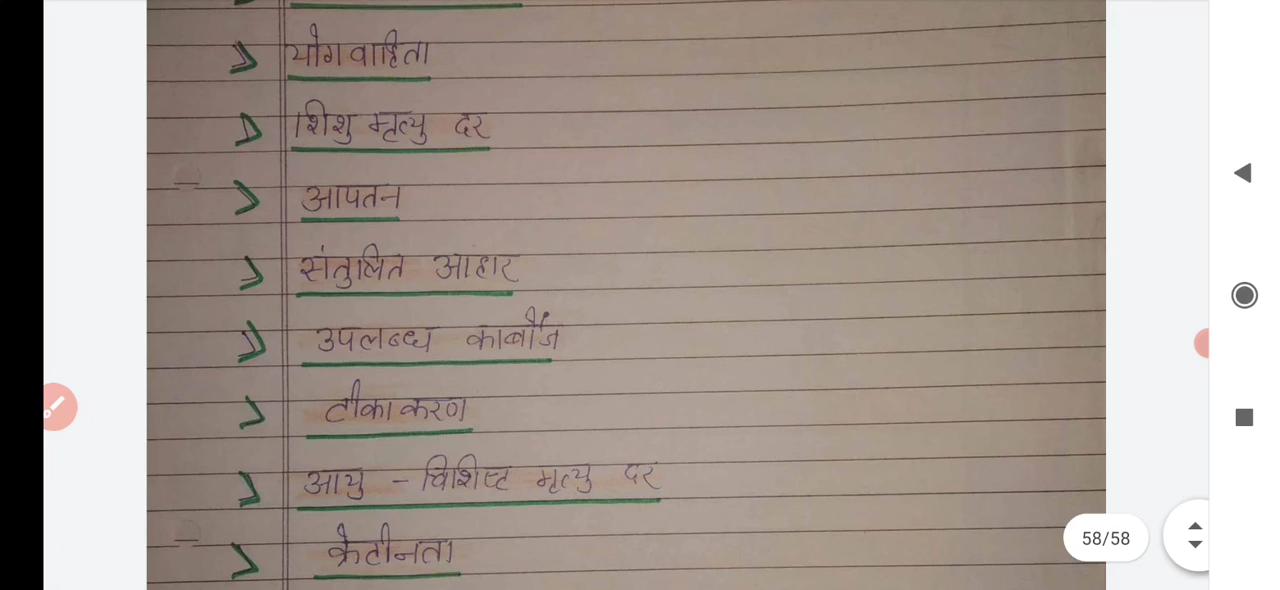 योगवाहिता
शिशु मृत्यु दर
आपतन
संतुलित आहार
उपलब्ध कार्बोज
टीकाकरण
आयु - विशिष्ट मृत्यु दर
क्रेटीनता
58/58